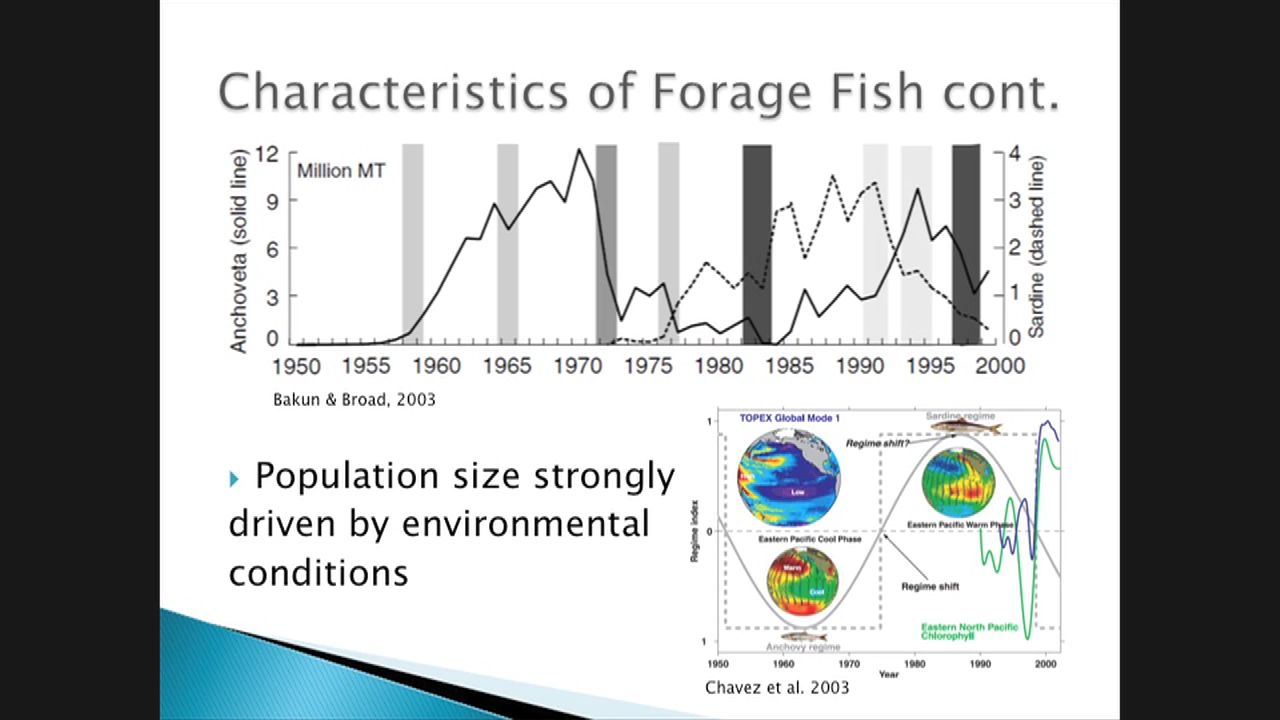 Characteristics of Forage Fish cont.
Anchoveta (solid line)
12
9
6
3
0
Million MT
4
3
2
1
0
Sardine (dashed line)
1950 1955 1960 1965 1970 1975 1980 1985 1990 1995 2000
Bakun & Broad, 2003
Population size strongly
driven by environmental
conditions
Regime index
1
0
1
TOPEX Global Mode 1
Low
Eastern Pacific Cool Phase
Warm
Cool
Anchovy regime
Sardine regime
Regime shift?
Eastern Pacific Warm Phase
Regime shift
Eastern North Pacific
Chlorophyll
1950 1960 1970 1980 1990 2000
Year
Chavez et al. 2003